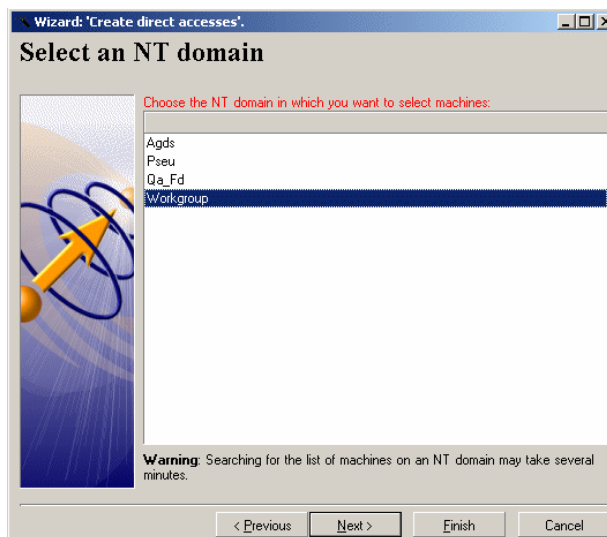 Wizard: 'Create direct accesses'.
Select an NT domain
Choose the NT domain in which you want to select machines:
Agds
Pseu
Qa_Fd
Workgroup
Warning: Searching for the list of machines on an NT domain may take several
minutes.
< Previous Next > Finish Cancel